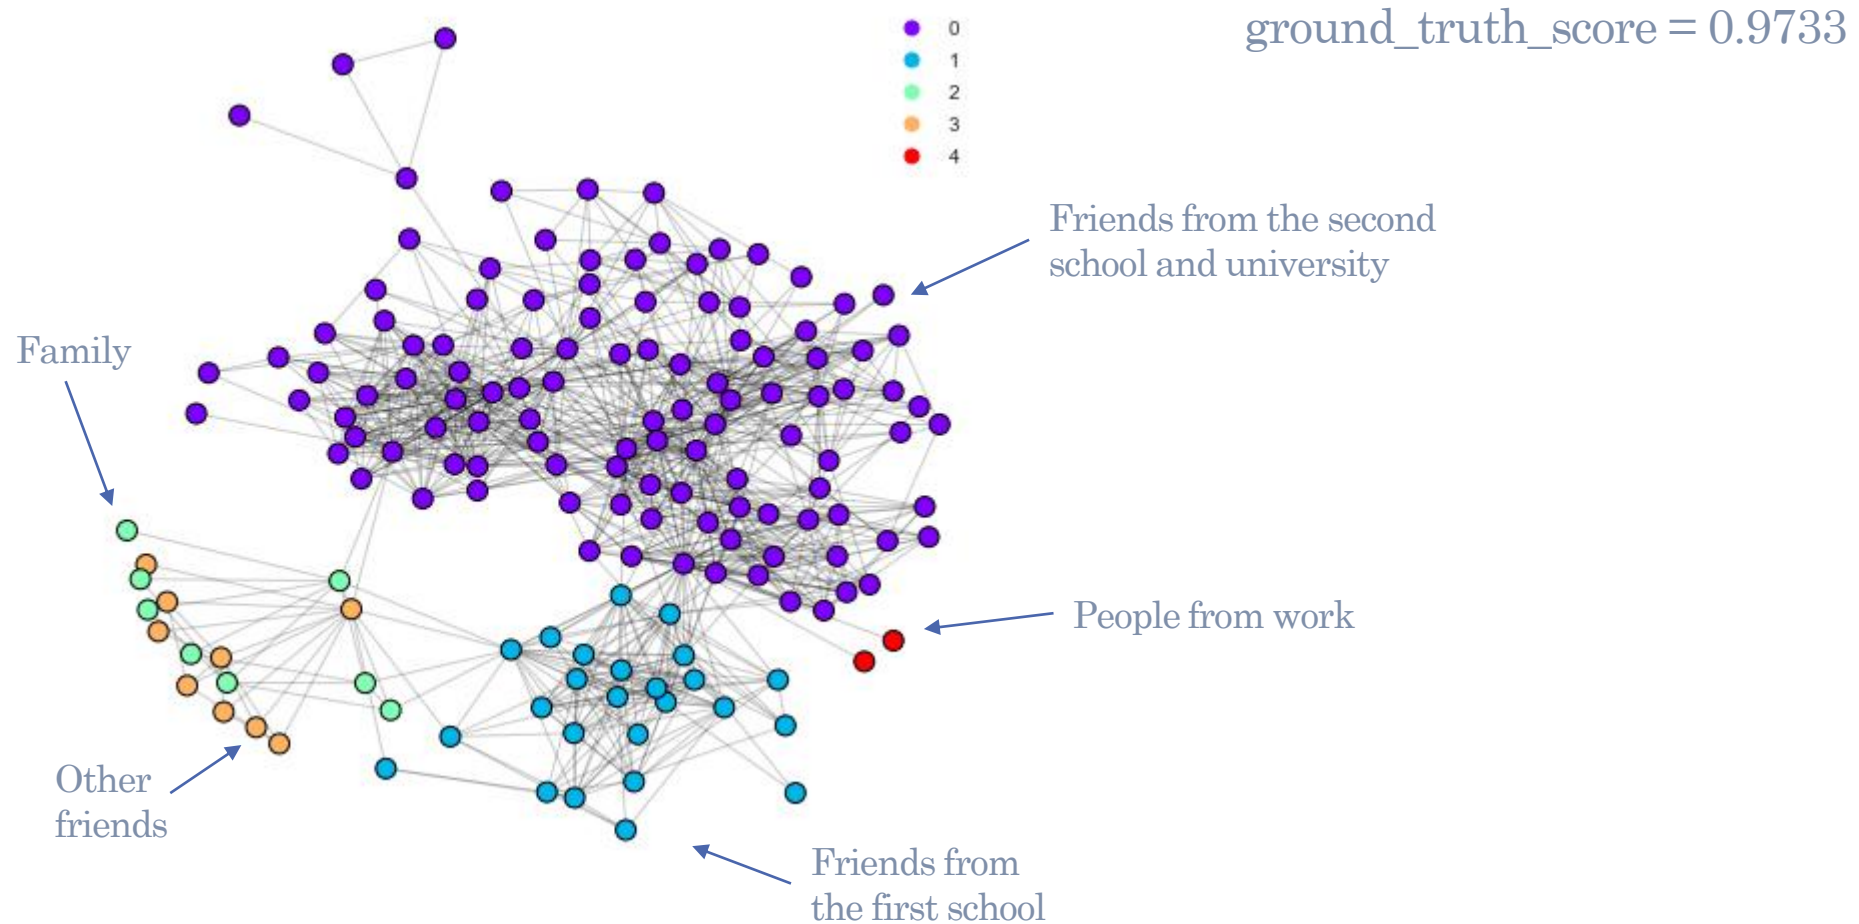 ground_truth_score = 0.9733
0
1
2
3
4
Friends from the second
school and university
Family
People from work
Other
friends
Friends from
the first school